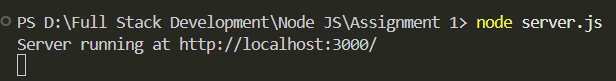 PS D:\Full Stack Development\Node JS\Assignment 1> node server.js
Server running at http://localhost:3000/